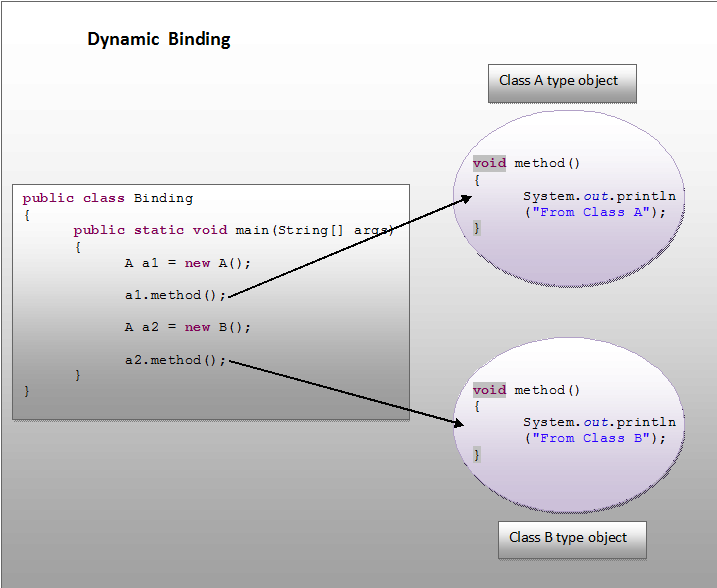 Dynamic Binding
public class Binding
{
public static void main(String[] args)
{
A a1 = new A();
a1.method();
A a2 = new B();
a2.method();
}
}
Class A type object
void method()
{
System.out.println
("From Class A");
}
void method()
{
System.out.println
("From Class B");
}
Class B type object